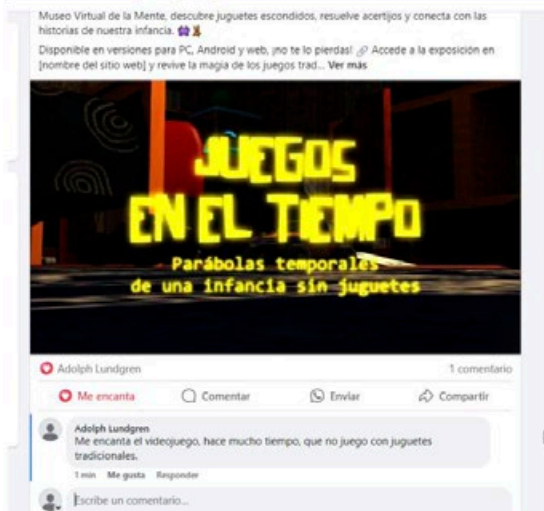 Museo Virtual de la Mente, descubre juguetes escondidos, resuelve acertijos y conecta con las
historias de nuestra infancia.
Disponible en versiones para PC, Android y web, ¡no te lo pierdas! 🔗 Accede a la exposición en
[nombre del sitio web] y revive la magia de los juegos trad... Ver más
JUEGOS
EN EL TIEMPO
Parábolas temporales
de una infancia sin juguetes
Adolph Lundgren
1 comentario
Me encanta
Comentar
Enviar
Compartir
Adolph Lundgren
Me encanta el videojuego, hace mucho tiempo, que no juego con juguetes
tradicionales.
1 min Me gusta Responder
Escribe un comentario...